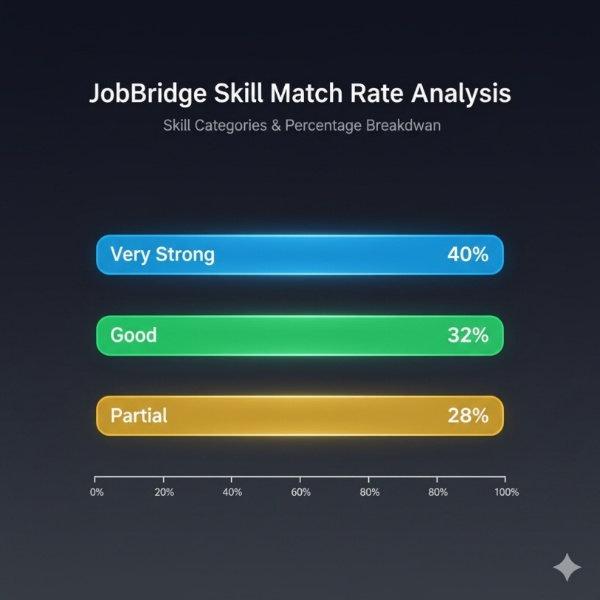 JobBridge Skill Match Rate Analysis
Skill Categories & Percentage Breakdwan
Very Strong 40%
Good 32%
Partial 28%
0% 20% 40% 60% 80% 80% 100%